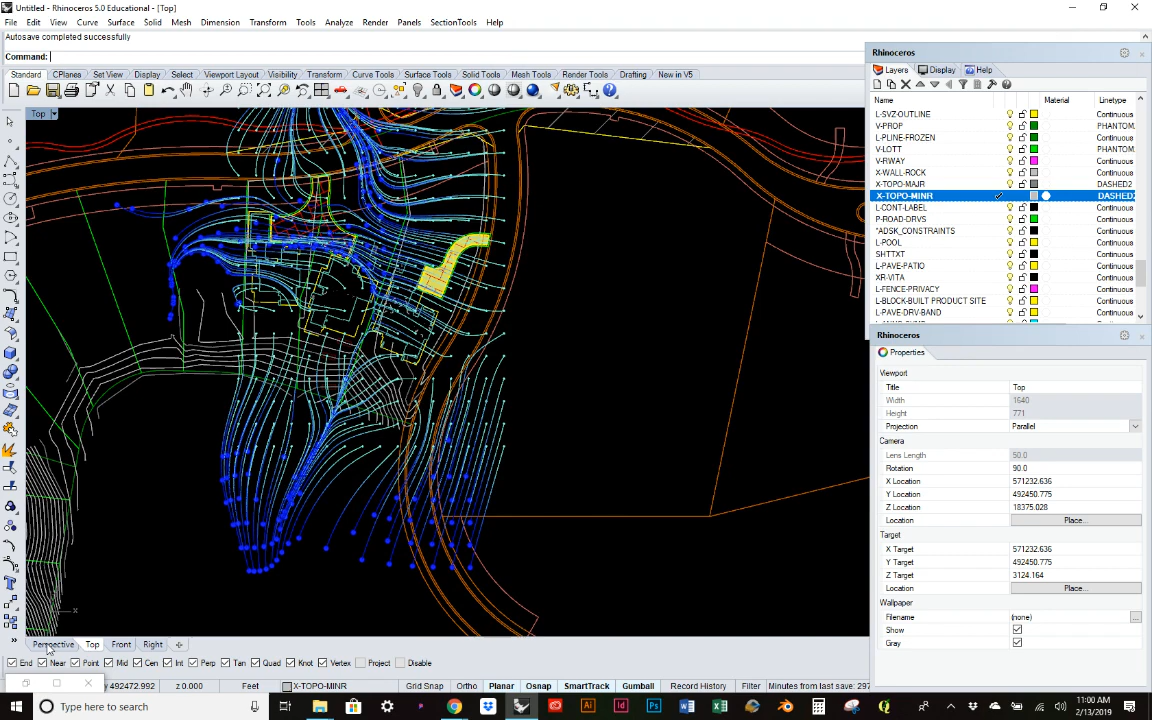 Untitled - Rhinoceros 5.0 Educational - [Top]
File Edit View Curve Surface Solid Mesh Dimension Transform Tools Analyze Render Panels SectionTools Help
Autosave completed successfully
Command:
Standard CPlanes Set View Display Select Viewport Layout Visibility Transform Curve Tools Surface Tools Solid Tools Mesh Tools Render Tools Drafting New in V5
Top
Rhinoceros
Layers Display Help
Name Material Linetype
L-SVZ-OUTLINE Continuous
V-PROP PHANTOM.
L-PLINE-FROZEN Continuous
V-LOTT PHANTOM.
V-RWAY Continuous
X-WALL-ROCK Continuous
X-TOPO-MAJR DASHED2
X-TOPO-MINR DASHED2
L-CONT-LABEL Continuous
P-ROAD-DRVS Continuous
*ADSK_CONSTRAINTS Continuous
L-POOL Continuous
SHTTXT Continuous
L-PAVE-PATIO Continuous
XR-VITA Continuous
L-FENCE-PRIVACY Continuous
L-BLOCK-BUILT PRODUCT SITE Continuous
L-PAVE-DRV-BAND Continuous
Rhinoceros
Properties
Viewport
Title Top
Width 1640
Height 771
Projection Parallel
Camera
Lens Length 50.0
Rotation 90.0
X Location 571232.636
Y Location 492450.775
Z Location 18375.028
Location Place...
Target
X Target 571232.636
Y Target 492450.775
Z Target 3124.164
Location Place...
Wallpaper
Filename (none) ...
Show
Gray
x
Perspective Top Front Right
End Near Point Mid Cen Int Perp Tan Quad Knot Vertex Project Disable
y 492472.992 z 0.000 Feet X-TOPO-MINR Grid Snap Ortho Planar Osnap SmartTrack Gumball Record History Filter Minutes from last save: 297
Type here to search
11:00 AM
2/13/2019